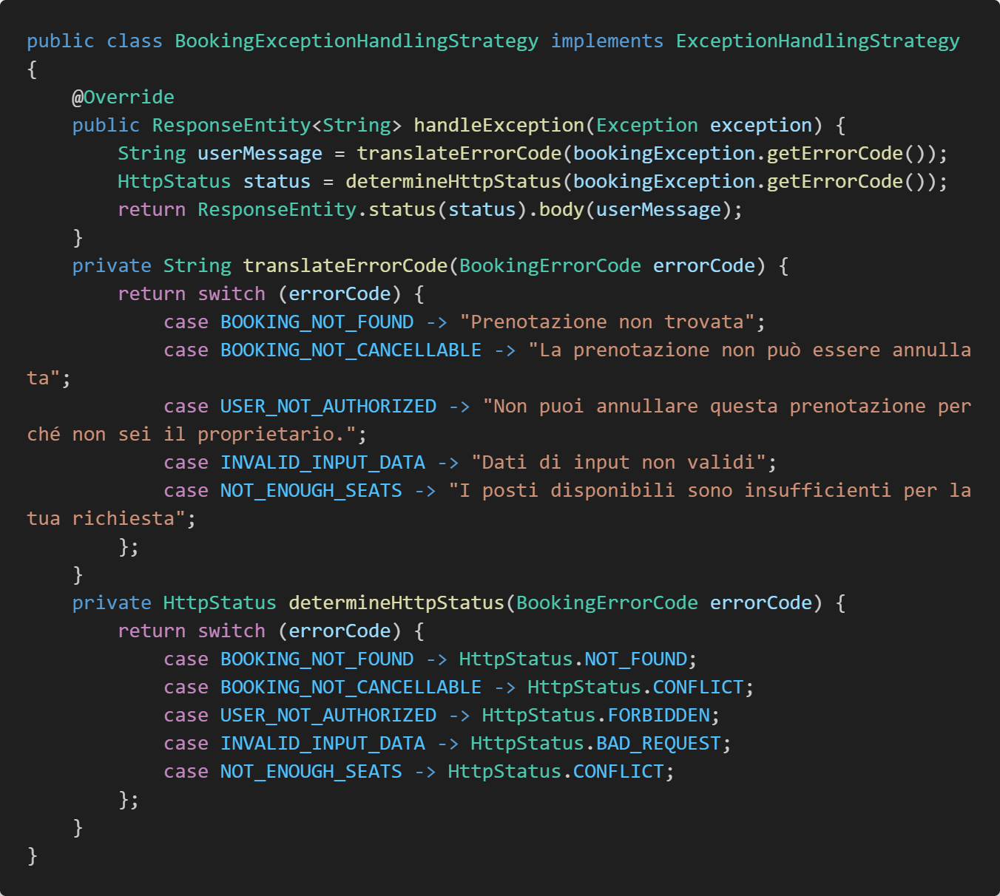 public class BookingExceptionHandlingStrategy implements ExceptionHandlingStrategy
{
    @Override
    public ResponseEntity<String> handleException(Exception exception) {
        String userMessage = translateErrorCode(bookingException.getErrorCode());
        HttpStatus status = determineHttpStatus(bookingException.getErrorCode());
        return ResponseEntity.status(status).body(userMessage);
    }
    private String translateErrorCode(BookingErrorCode errorCode) {
        return switch (errorCode) {
            case BOOKING_NOT_FOUND -> "Prenotazione non trovata";
            case BOOKING_NOT_CANCELLABLE -> "La prenotazione non può essere annulla
ta";
            case USER_NOT_AUTHORIZED -> "Non puoi annullare questa prenotazione per
ché non sei il proprietario.";
            case INVALID_INPUT_DATA -> "Dati di input non validi";
            case NOT_ENOUGH_SEATS -> "I posti disponibili sono insufficienti per la
tua richiesta";
        };
    }
    private HttpStatus determineHttpStatus(BookingErrorCode errorCode) {
        return switch (errorCode) {
            case BOOKING_NOT_FOUND -> HttpStatus.NOT_FOUND;
            case BOOKING_NOT_CANCELLABLE -> HttpStatus.CONFLICT;
            case USER_NOT_AUTHORIZED -> HttpStatus.FORBIDDEN;
            case INVALID_INPUT_DATA -> HttpStatus.BAD_REQUEST;
            case NOT_ENOUGH_SEATS -> HttpStatus.CONFLICT;
        };
    }
}